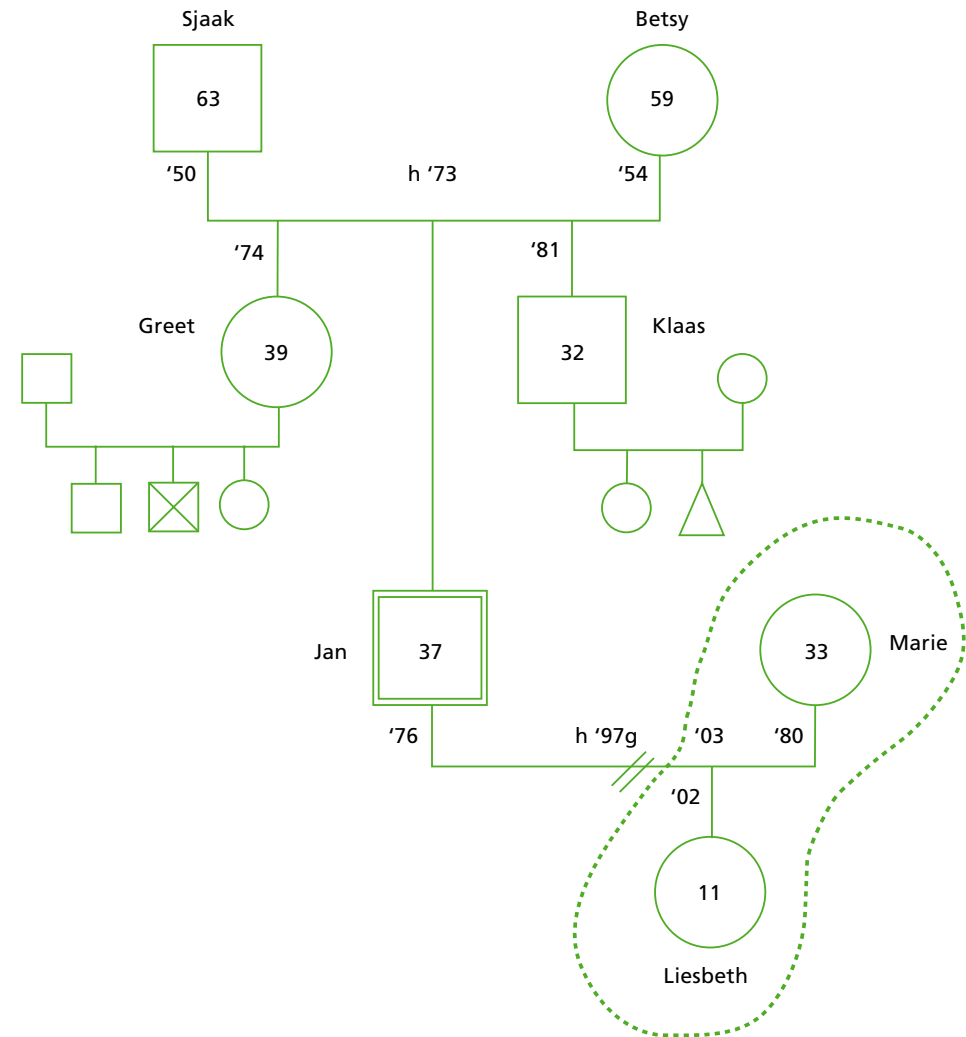 Sjaak
Betsy
63
59
‘50
h ‘73
‘54
‘74
‘81
Greet
39
32
Klaas
Jan
37
33
Marie
‘76
h ‘97g
‘03
‘80
‘02
11
Liesbeth